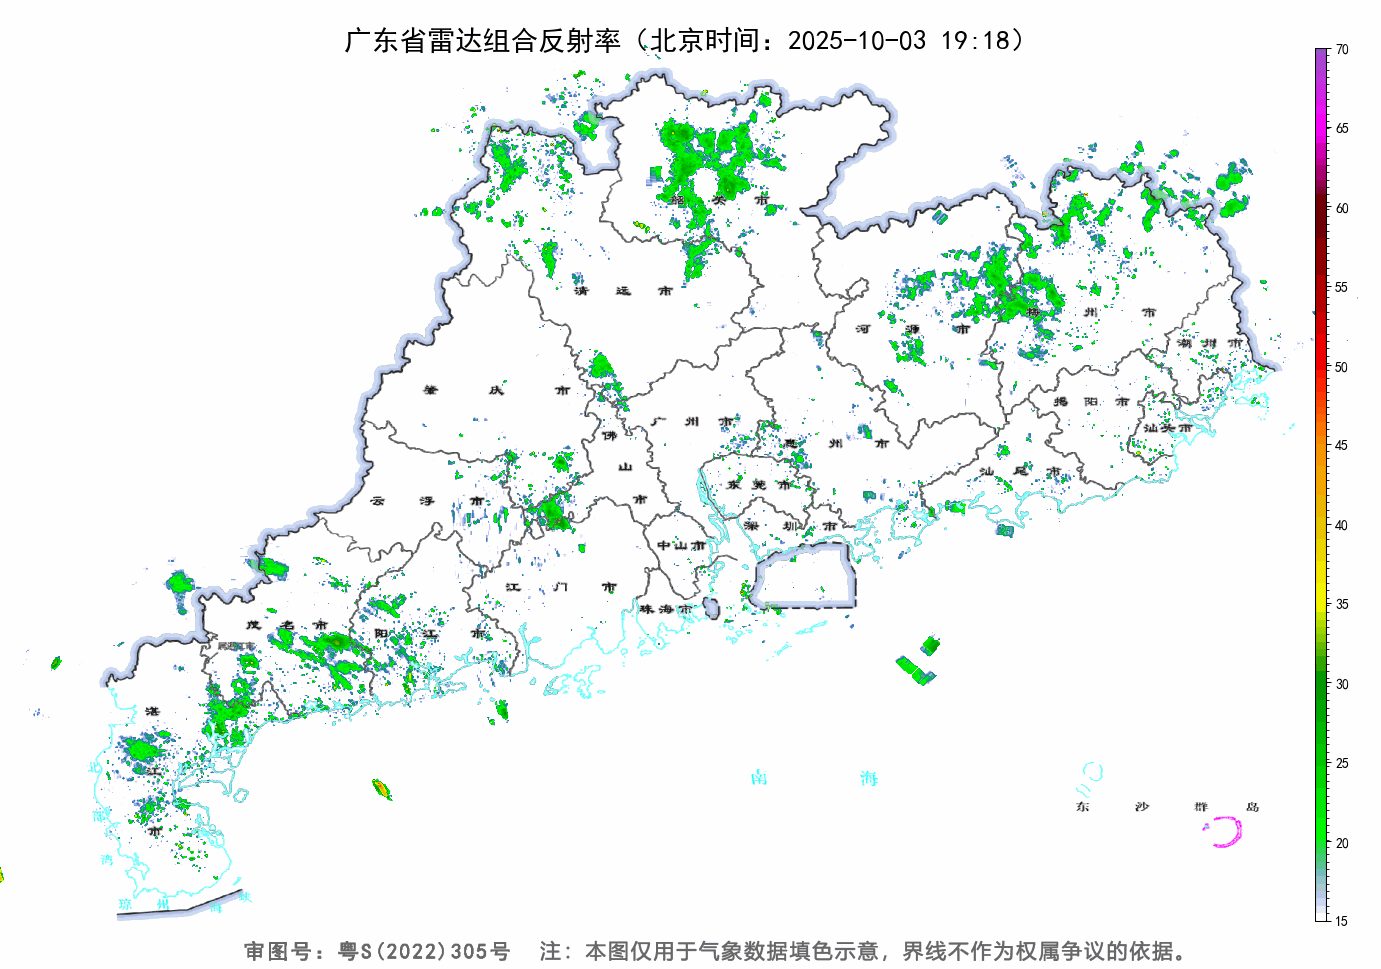 广东省雷达组合反射率（北京时间：2025-10-03 19:18）
70
65
60
55
50
45
40
35
30
25
20
15
韶关市
清远市
河源市
梅州市
潮州市
肇庆市
广州市
佛山市
惠州市
揭阳市
汕头市
汕尾市
云浮市
东莞市
深圳市
中山市
江门市
珠海市
茂名市
阳江市
湛江市
北部湾
琼州海峡
南海
东沙群岛
审图号：粤S(2022)305号 注：本图仅用于气象数据填色示意，界线不作为权属争议的依据。